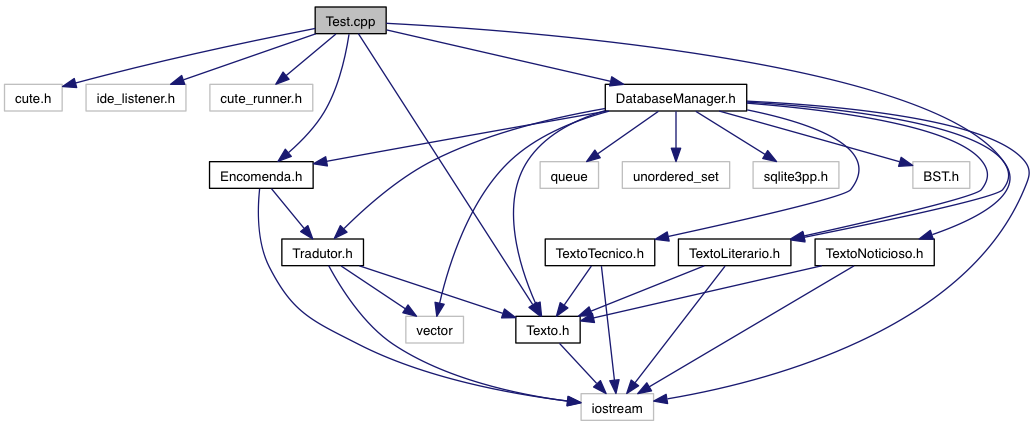 Test.cpp
cute.h
ide_listener.h
cute_runner.h
DatabaseManager.h
Encomenda.h
queue
unordered_set
sqlite3pp.h
BST.h
Tradutor.h
TextoTecnico.h
TextoLiterario.h
TextoNoticioso.h
vector
Texto.h
iostream